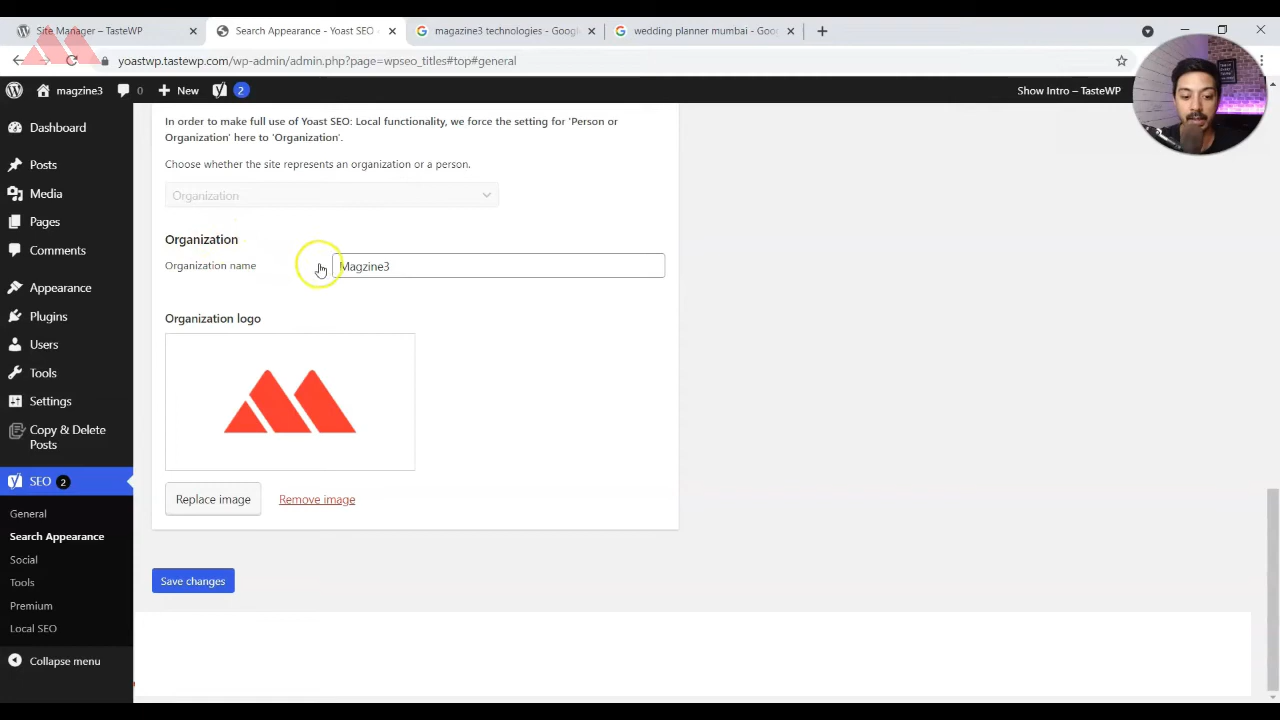 Site Manager – TasteWP
Search Appearance - Yoast SEO
magazine3 technologies - Google
wedding planner mumbai - Goo
yoastwp.tastewp.com/wp-admin/admin.php?page=wpseo_titles#top#general
magzine3
0
New
2
Show Intro – TasteWP
Dashboard
Posts
Media
Pages
Comments
Appearance
Plugins
Users
Tools
Settings
Copy & Delete
Posts
SEO 2
General
Search Appearance
Social
Tools
Premium
Local SEO
Collapse menu
In order to make full use of Yoast SEO: Local functionality, we force the setting for 'Person or
Organization' here to 'Organization'.
Choose whether the site represents an organization or a person.
Organization
Organization
Organization name
Magzine3
Organization logo
Replace image
Remove image
Save changes